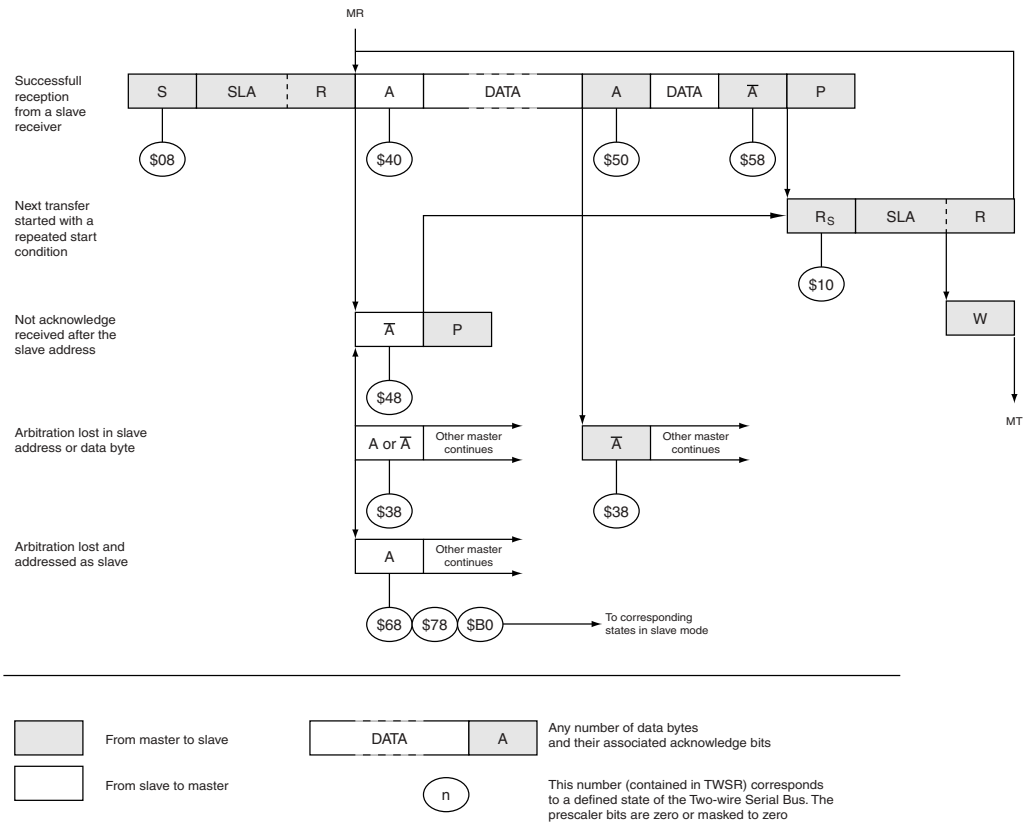 MR
Successfull
reception
from a slave
receiver
S SLA R A DATA A DATA A̅ P
$08 $40 $50 $58
Next transfer
started with a
repeated start
condition
RS SLA R
$10
Not acknowledge
received after the
slave address
A̅ P
W
$48
MT
Arbitration lost in slave
address or data byte
A or A̅ Other master
continues
A̅ Other master
continues
$38 $38
Arbitration lost and
addressed as slave
A Other master
continues
$68 $78 $B0
To corresponding
states in slave mode
From master to slave
DATA A
Any number of data bytes
and their associated acknowledge bits
From slave to master
n
This number (contained in TWSR) corresponds
to a defined state of the Two-wire Serial Bus. The
prescaler bits are zero or masked to zero